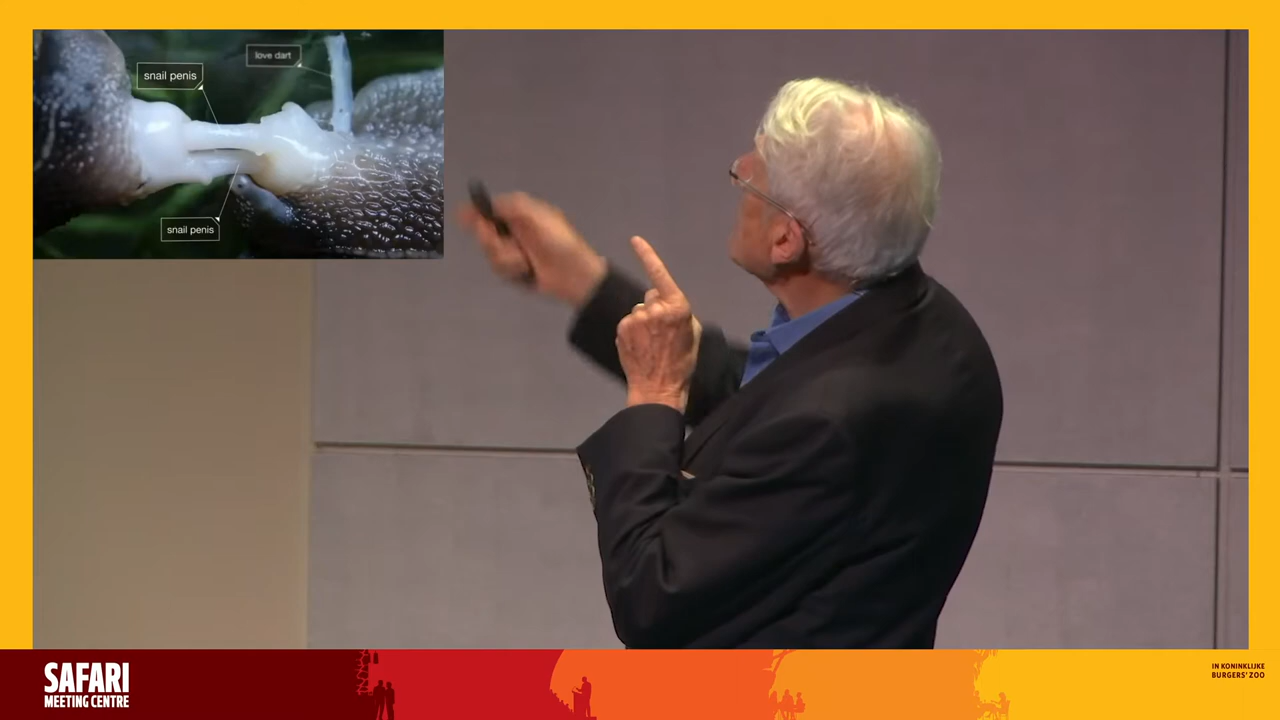 snail penis
love dart
snail penis
SAFARI
MEETING CENTRE
IN KONINKLIJKE
BURGERS' ZOO